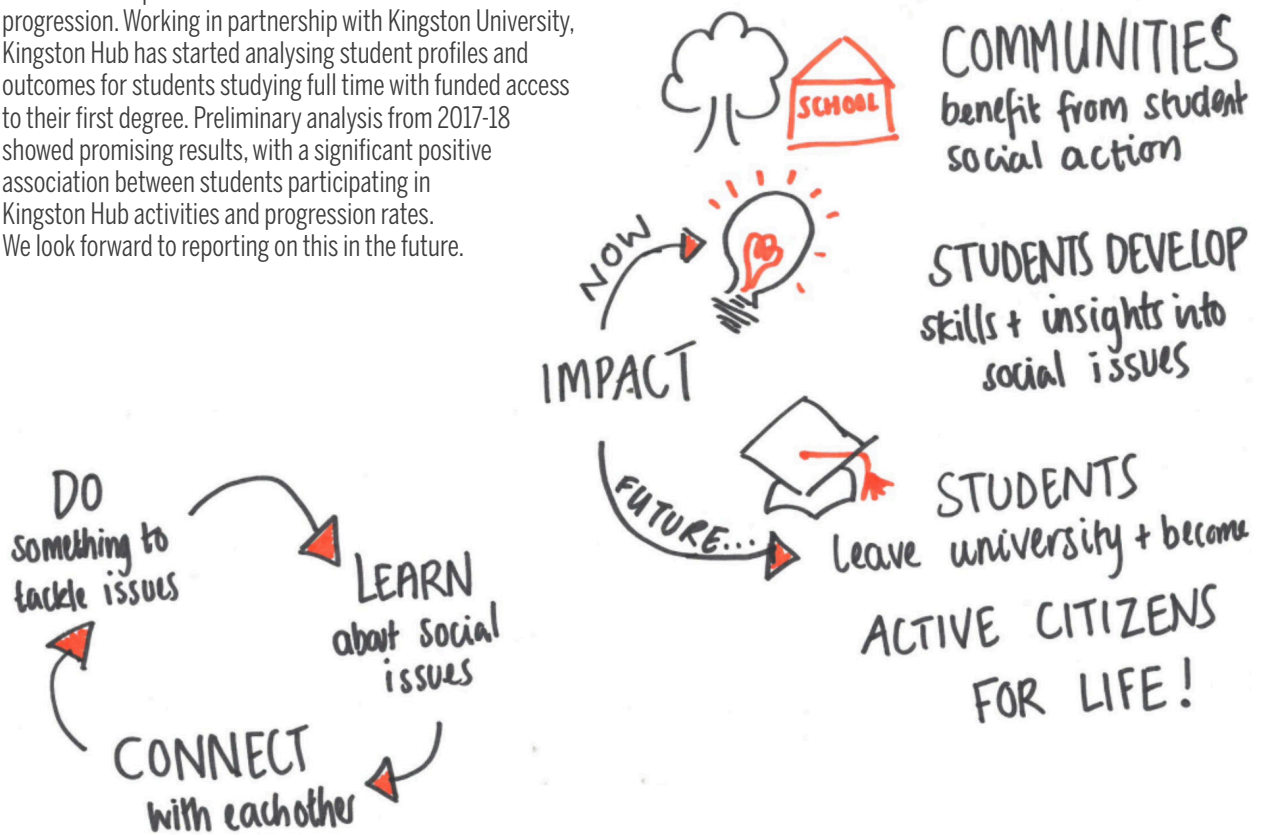 progression. Working in partnership with Kingston University,
Kingston Hub has started analysing student profiles and
outcomes for students studying full time with funded access
to their first degree. Preliminary analysis from 2017-18
showed promising results, with a significant positive
association between students participating in
Kingston Hub activities and progression rates.
We look forward to reporting on this in the future.
DO
something to
tackle issues
LEARN
about social
issues
CONNECT
with eachother
IMPACT
NOW
SCHOOL
COMMUNITIES
benefit from student
social action
STUDENTS DEVELOP
skills + insights into
social issues
FUTURE...
STUDENTS
leave university + become
ACTIVE CITIZENS
FOR LIFE!